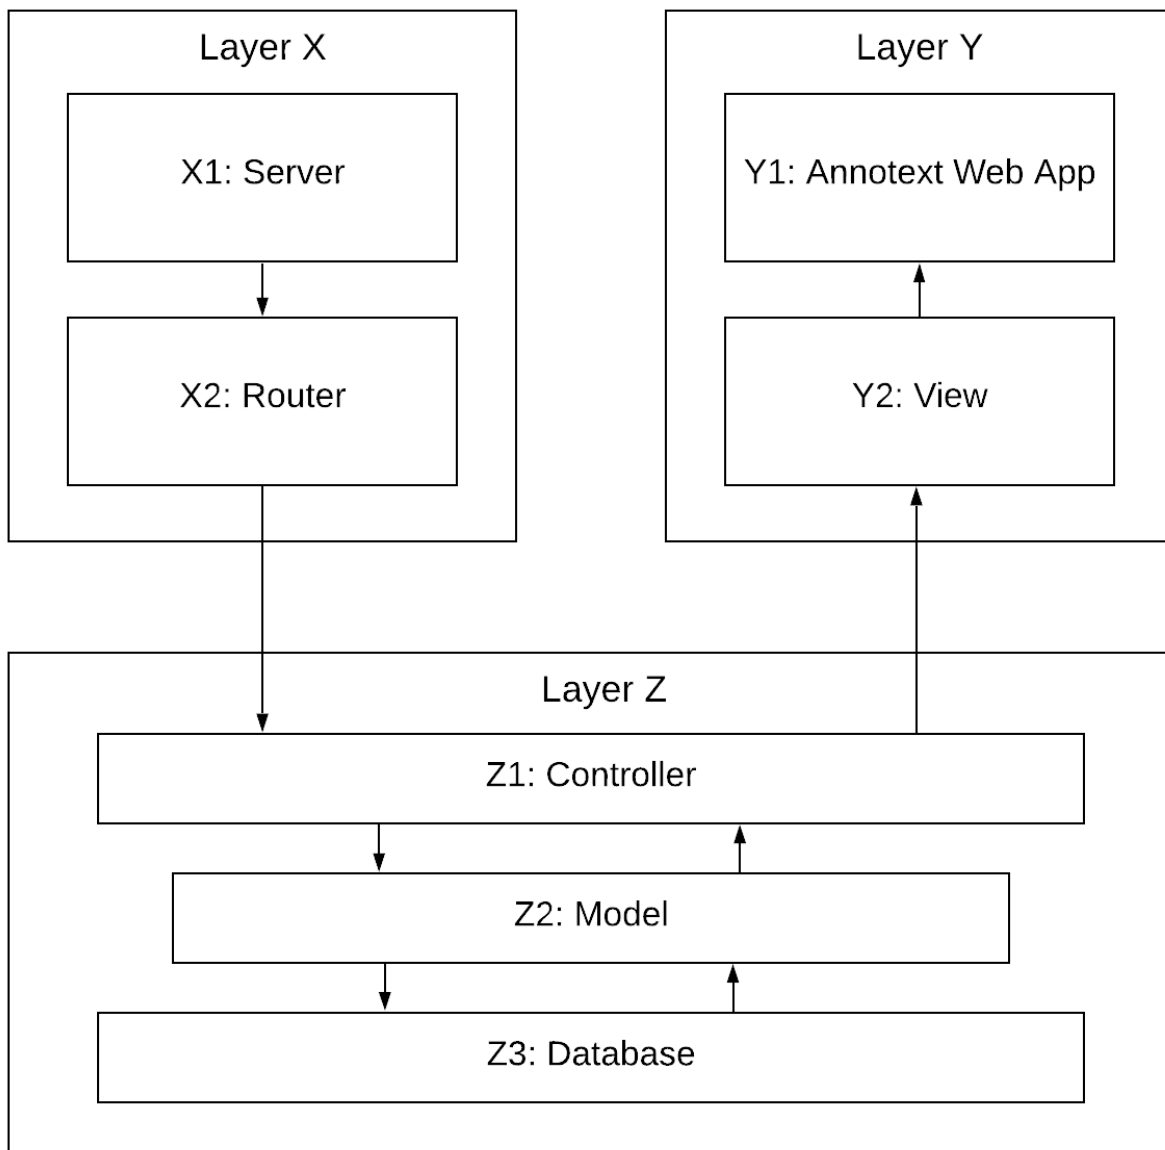 Layer X
X1: Server
X2: Router
Layer Y
Y1: Annotext Web App
Y2: View
Layer Z
Z1: Controller
Z2: Model
Z3: Database